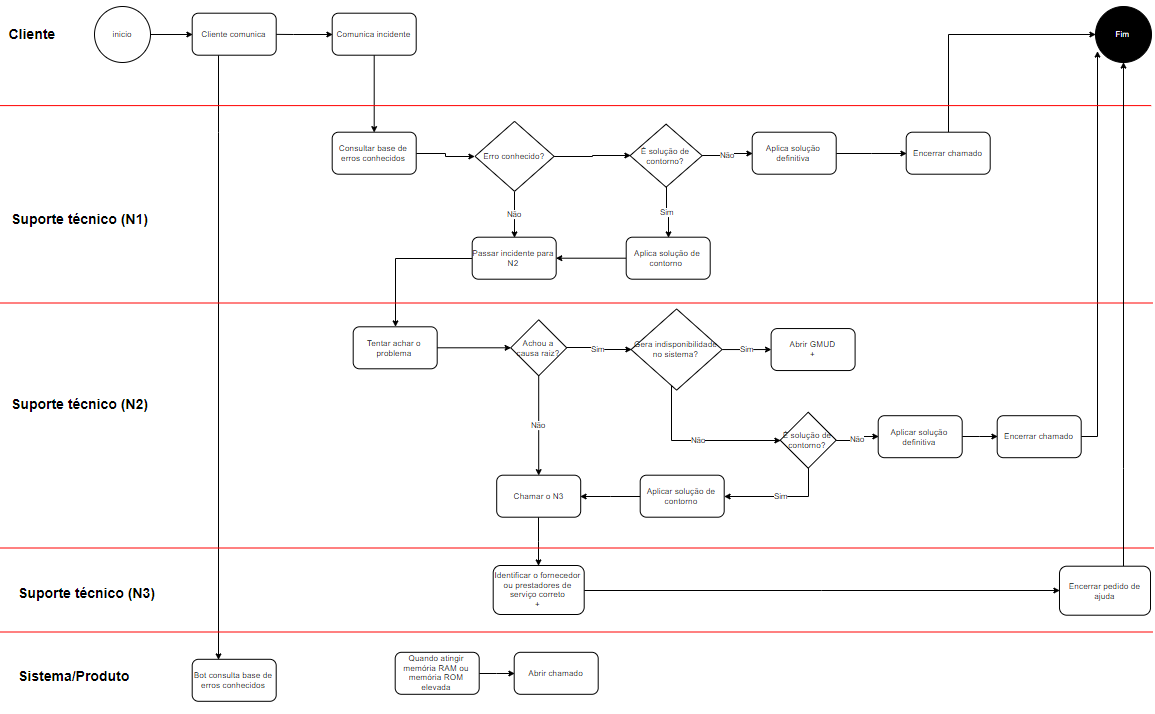 Cliente
inicio
Cliente comunica
Comunica incidente
Fim
Suporte técnico (N1)
Consultar base de
erros conhecidos
Erro conhecido?
É solução de
contorno?
Não
Aplica solução
definitiva
Encerrar chamado
Não
Sim
Passar incidente para
N2
Aplica solução de
contorno
Suporte técnico (N2)
Tentar achar o
problema
Achou a
causa raiz?
Sim
Gera indisponibilidade
no sistema?
Sim
Abrir GMUD
+
Não
Não
É solução de
contorno?
Não
Aplicar solução
definitiva
Encerrar chamado
Chamar o N3
Aplicar solução de
contorno
Sim
Suporte técnico (N3)
Identificar o fornecedor
ou prestadores de
serviço correto
+
Encerrar pedido de
ajuda
Sistema/Produto
Bot consulta base de
erros conhecidos
Quando atingir
memória RAM ou
memória ROM
elevada
Abrir chamado